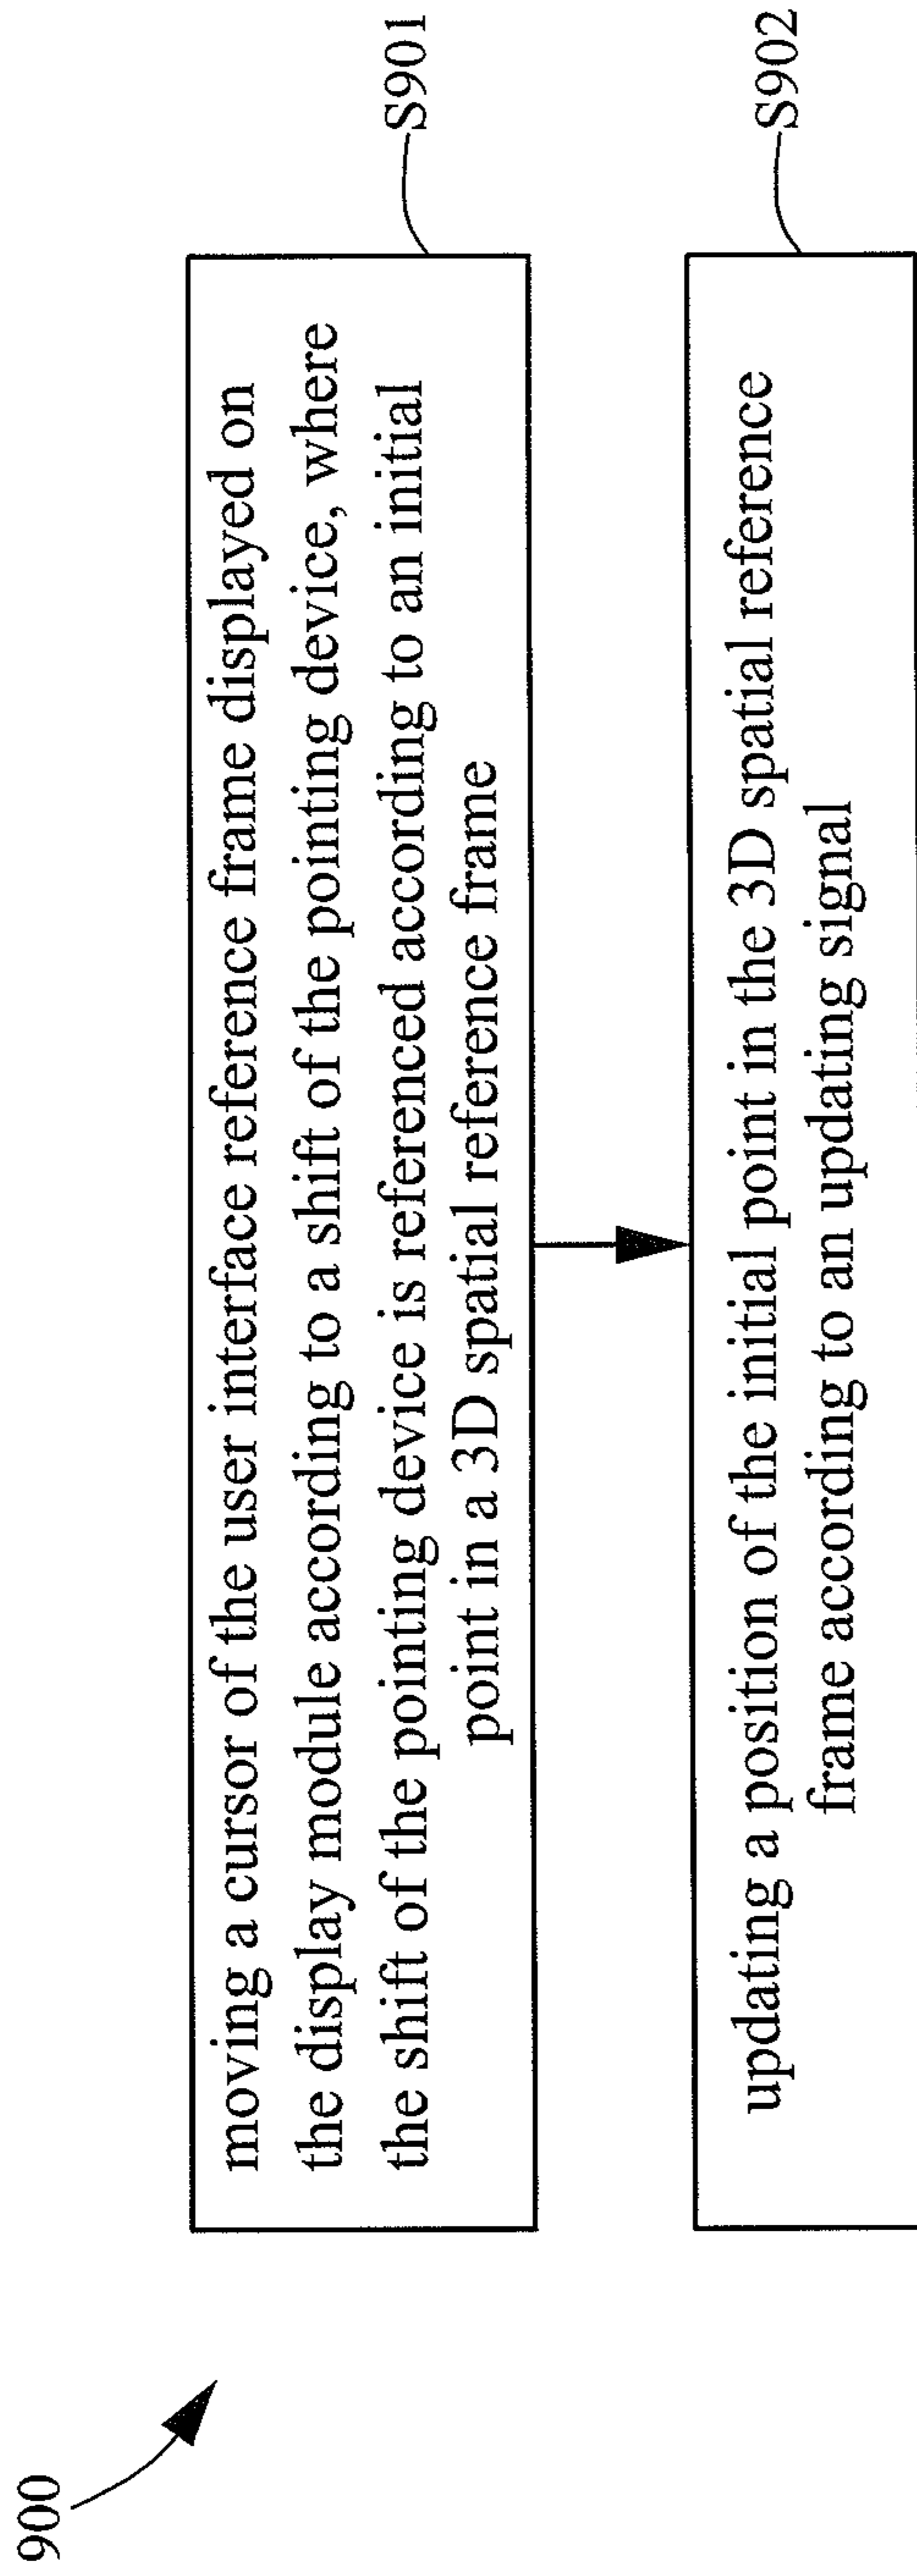 900
moving a cursor of the user interface reference frame displayed on
the display module according to a shift of the pointing device, where
the shift of the pointing device is referenced according to an initial
point in a 3D spatial reference frame
S901
updating a position of the initial point in the 3D spatial reference
frame according to an updating signal
S902